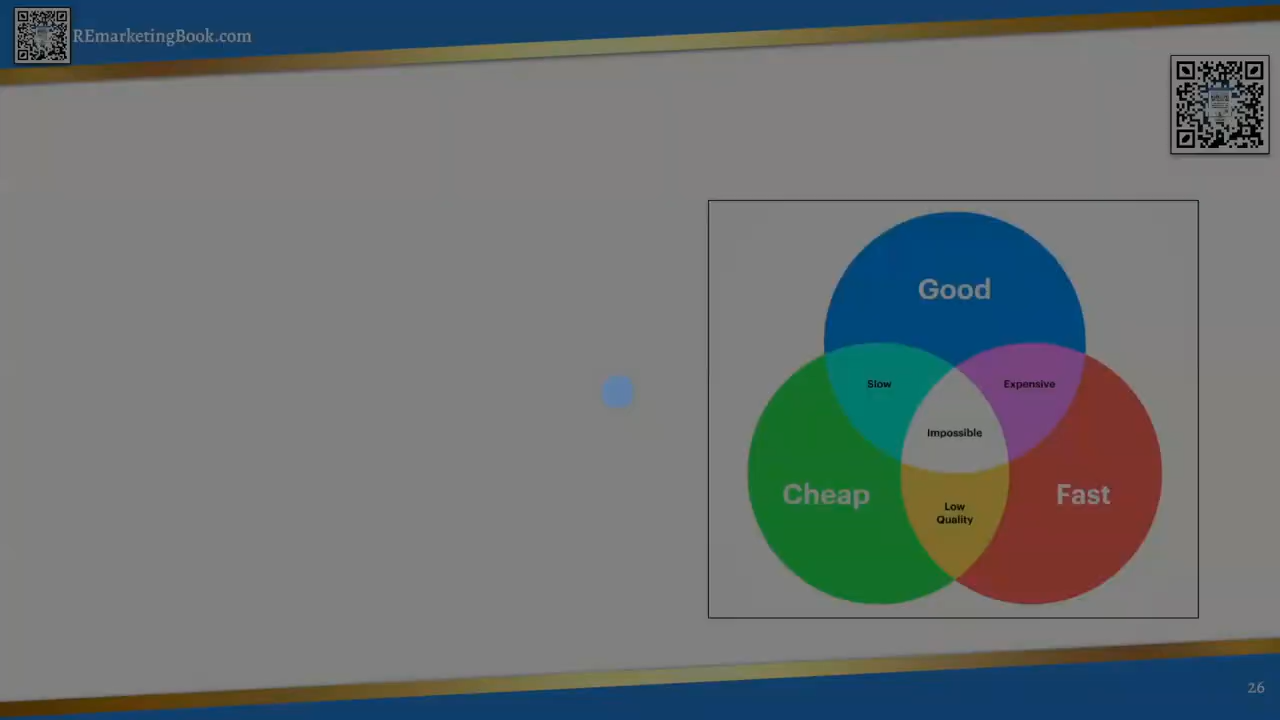 REmarketingBook.com
Good
Slow
Expensive
Impossible
Cheap
Fast
Low
Quality
26